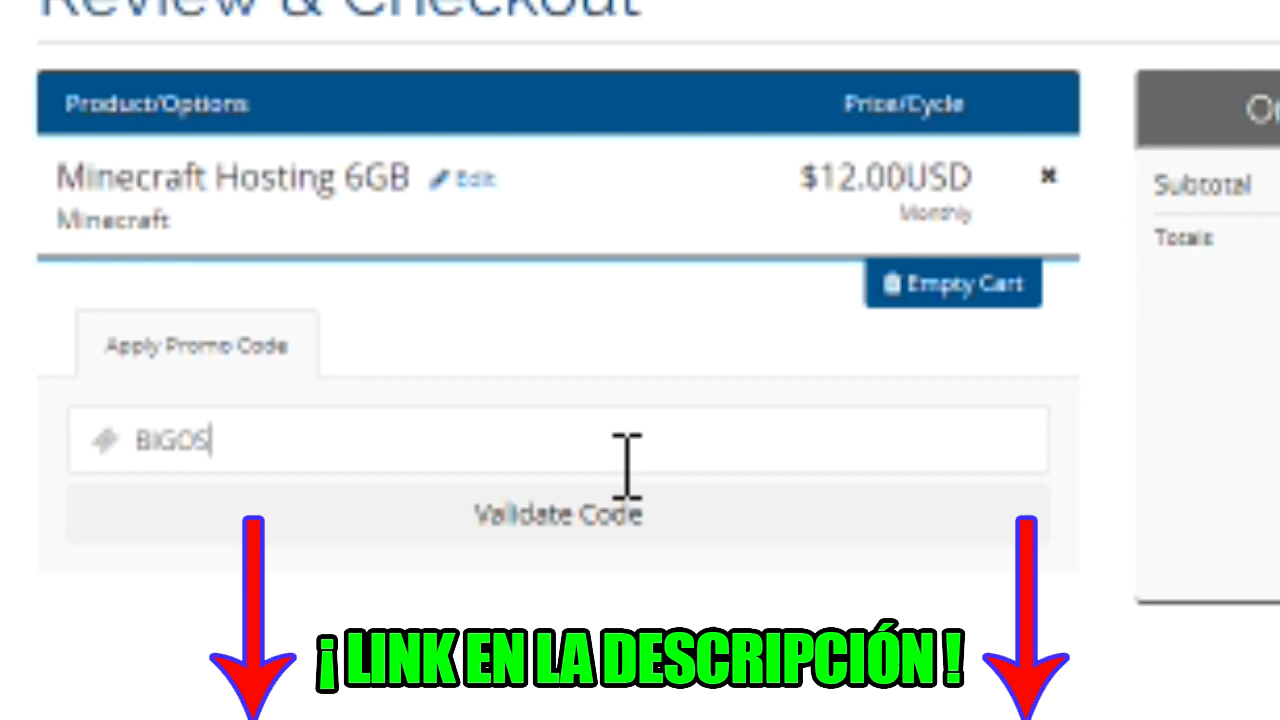 Review & Checkout
Product/Options Price/Cycle
Minecraft Hosting 6GB Edit $12.00USD
Minecraft Monthly
Empty Cart
Subtotal
Totals
Apply Promo Code
BIGOS
Validate Code
¡ LINK EN LA DESCRIPCIÓN !